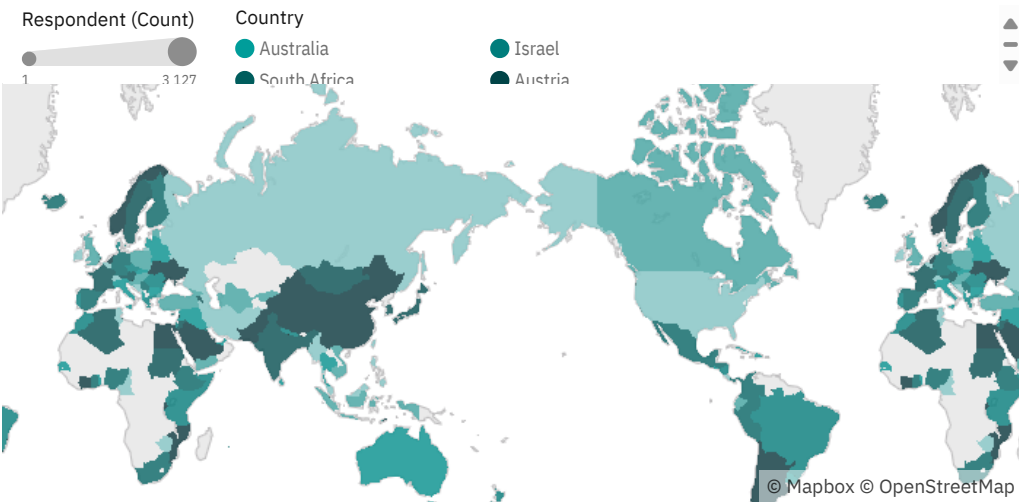 Respondent (Count)
1
3 127
Country
Australia
Israel
South Africa
Austria
© Mapbox © OpenStreetMap